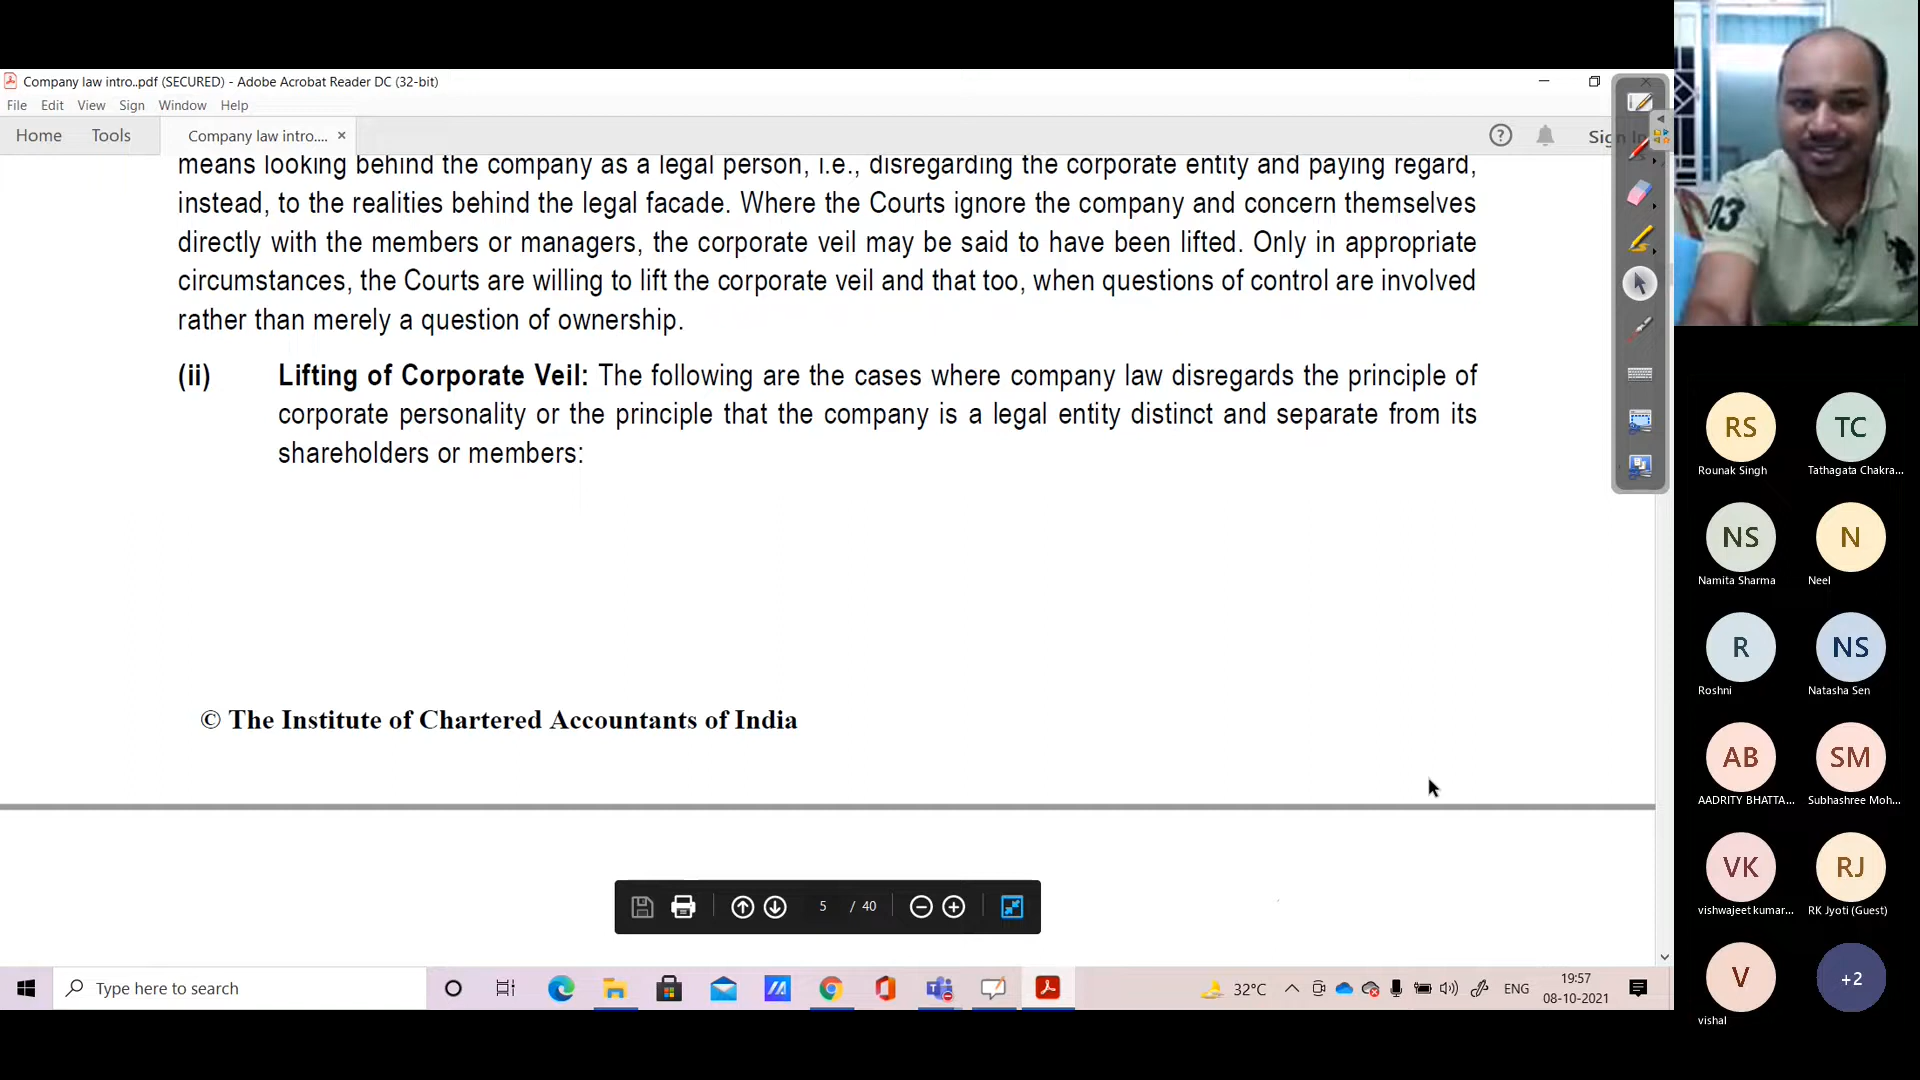 Company law intro..pdf (SECURED) - Adobe Acrobat Reader DC (32-bit)
File Edit View Sign Window Help
Home Tools Company law intro.... × Sign In
means looking behind the company as a legal person, i.e., disregarding the corporate entity and paying regard,
instead, to the realities behind the legal facade. Where the Courts ignore the company and concern themselves
directly with the members or managers, the corporate veil may be said to have been lifted. Only in appropriate
circumstances, the Courts are willing to lift the corporate veil and that too, when questions of control are involved
rather than merely a question of ownership.
(ii) Lifting of Corporate Veil: The following are the cases where company law disregards the principle of
corporate personality or the principle that the company is a legal entity distinct and separate from its
shareholders or members:
© The Institute of Chartered Accountants of India
5 / 40
Type here to search
32°C ENG
19:57
08-10-2021
03
RS TC
Rounak Singh Tathagata Chakra...
NS N
Namita Sharma Neel
R NS
Roshni Natasha Sen
AB SM
AADRITY BHATTA... Subhashree Moh...
VK RJ
vishwajeet kumar... RK Jyoti (Guest)
V +2
vishal